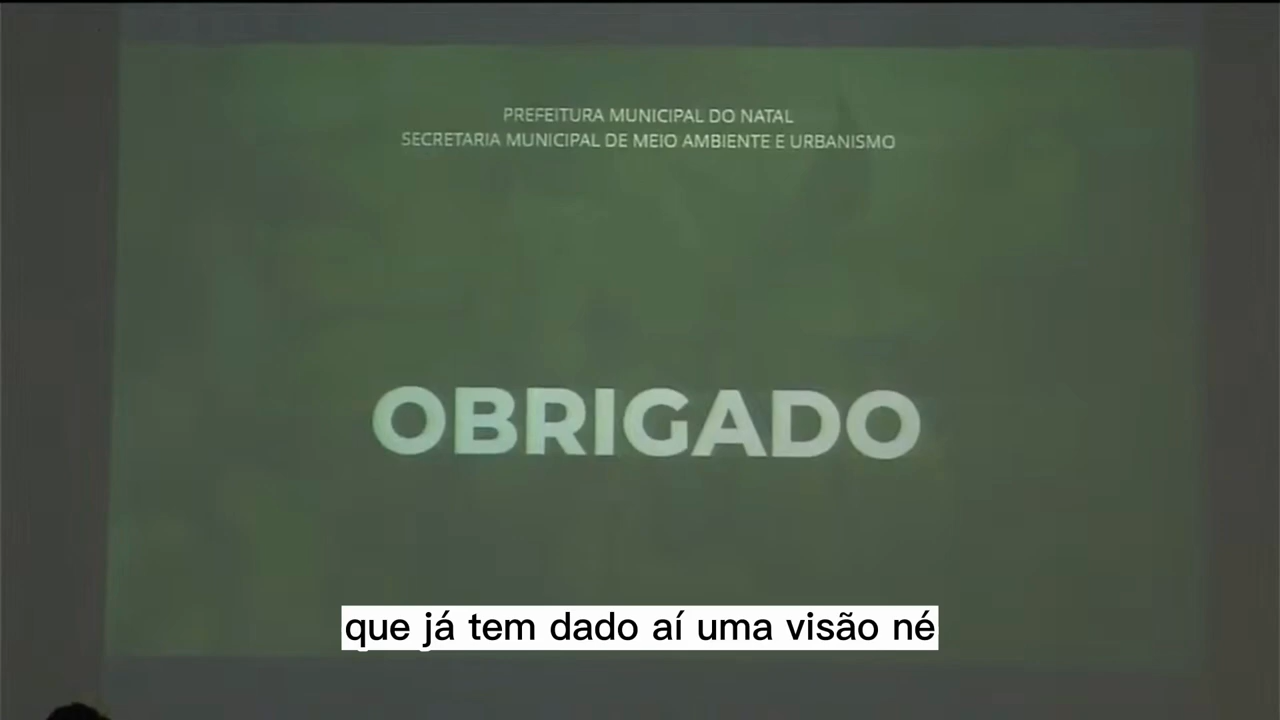 PREFEITURA MUNICIPAL DO NATAL
SECRETARIA MUNICIPAL DE MEIO AMBIENTE E URBANISMO
OBRIGADO
que já tem dado aí uma visão né